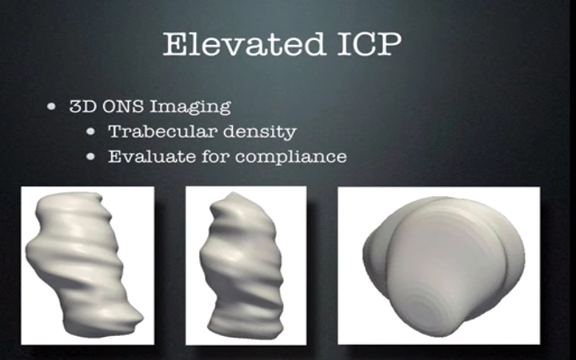 Elevated ICP
3D ONS Imaging
Trabecular density
Evaluate for compliance